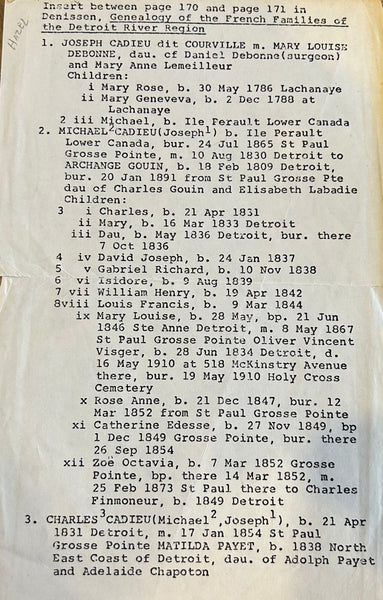 Insert between page 170 and page 171 in
Denissen, Genealogy of the French Families of
the Detroit River Region
HAZEL
1. JOSEPH CADIEU dit COURVILLE m. MARY LOUISE
DEBONNE, dau. of Daniel Debonne(surgeon)
and Mary Anne Lemeilleur
Children:
i Mary Rose, b. 30 May 1786 Lachanaye
ii Mary Geneveva, b. 2 Dec 1788 at
Lachanaye
2 iii Michael, b. Ile Perault Lower Canada
2. MICHAEL²CADIEU(Joseph¹) b. Ile Perault
Lower Canada, bur. 24 Jul 1865 St Paul
Grosse Pointe, m. 10 Aug 1830 Detroit to
ARCHANGE GOUIN, b. 18 Feb 1809 Detroit,
bur. 20 Jan 1891 from St Paul Grosse Pte
dau of Charles Gouin and Elisabeth Labadie
Children:
3 i Charles, b. 21 Apr 1831
ii Mary, b. 16 Mar 1833 Detroit
iii Dau, b. May 1836 Detroit, bur. there
7 Oct 1836
4 iv David Joseph, b. 24 Jan 1837
5 v Gabriel Richard, b. 10 Nov 1838
6 vi Isidore, b. 9 Aug 1839
7 vii William Henry, b. 19 Apr 1842
8viii Louis Francis, b. 9 Mar 1844
ix Mary Louise, b. 28 May, bp. 21 Jun
1846 Ste Anne Detroit, m. 8 May 1867
St Paul Grosse Pointe Oliver Vincent
Visger, b. 28 Jun 1834 Detroit, d.
16 May 1910 at 518 McKinstry Avenue
there, bur. 19 May 1910 Holy Cross
Cemetery
x Rose Anne, b. 21 Dec 1847, bur. 12
Mar 1852 from St Paul Grosse Pointe
xi Catherine Edesse, b. 27 Nov 1849, bp
1 Dec 1849 Grosse Pointe, bur. there
26 Sep 1854
xii Zoë Octavia, b. 7 Mar 1852 Grosse
Pointe, bp. there 14 Mar 1852, m.
25 Feb 1873 St Paul there to Charles
Finmoneur, b. 1849 Detroit
3. CHARLES³CADIEU(Michael²,Joseph¹), b. 21 Apr
1831 Detroit, m. 17 Jan 1854 St Paul
Grosse Pointe MATILDA PAYET, b. 1838 North
East Coast of Detroit, dau. of Adolph Payet
and Adelaide Chapoton